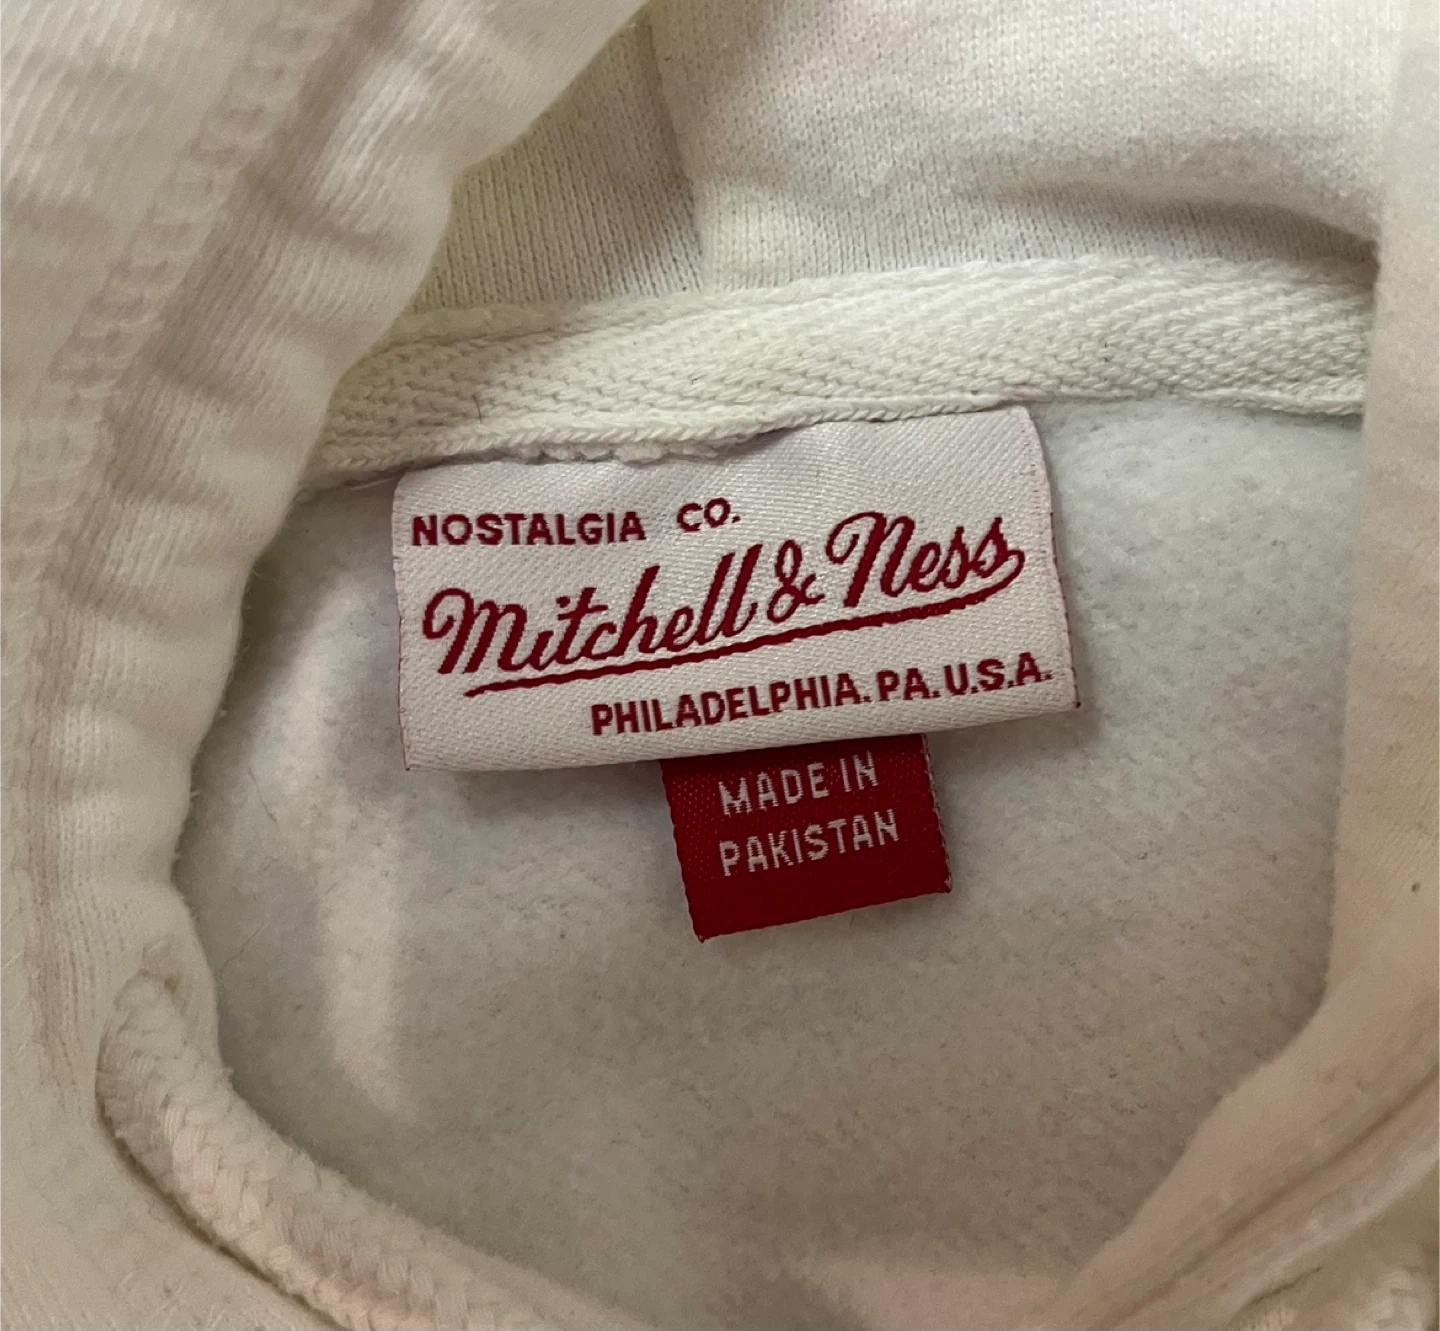 NOSTALGIA CO.
Mitchell & Ness
PHILADELPHIA. PA. U.S.A.
MADE IN
PAKISTAN